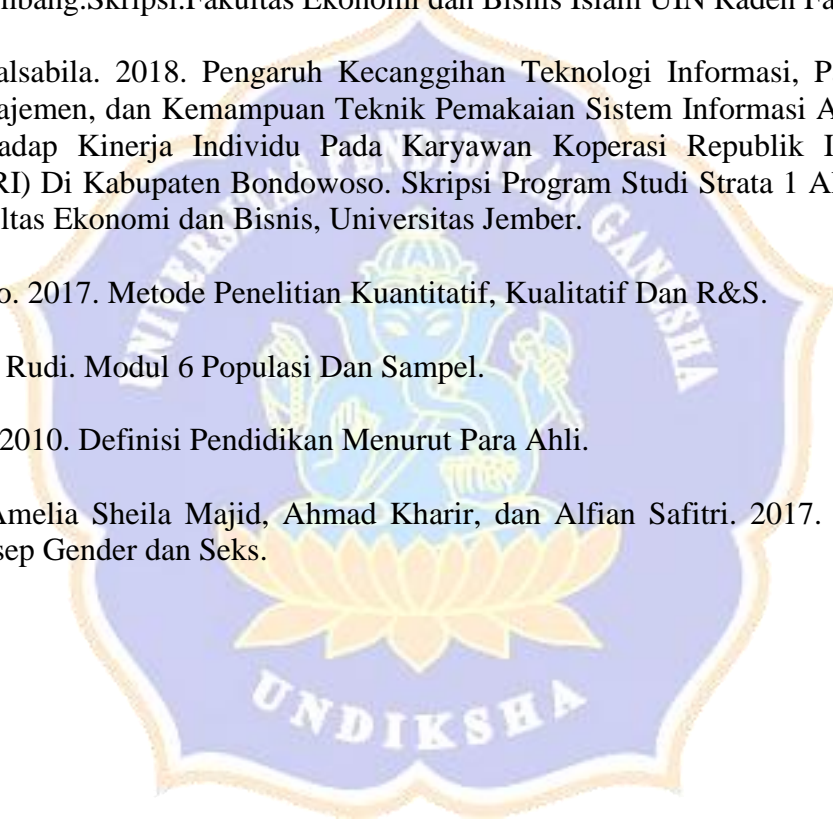 mbang.Skripsi.Fakultas Ekonomi dan Bisnis Islam UIN Raden Fa
alsabila. 2018. Pengaruh Kecanggihan Teknologi Informasi, P
ajemen, dan Kemampuan Teknik Pemakaian Sistem Informasi A
adap Kinerja Individu Pada Karyawan Koperasi Republik I
RI) Di Kabupaten Bondowoso. Skripsi Program Studi Strata 1 A
ltas Ekonomi dan Bisnis, Universitas Jember.
o. 2017. Metode Penelitian Kuantitatif, Kualitatif Dan R&S.
Rudi. Modul 6 Populasi Dan Sampel.
2010. Definisi Pendidikan Menurut Para Ahli.
Amelia Sheila Majid, Ahmad Kharir, dan Alfian Safitri. 2017.
sep Gender dan Seks.
UNIVERSITAS PENDIDIKAN GANESHA
UNDIKSHA